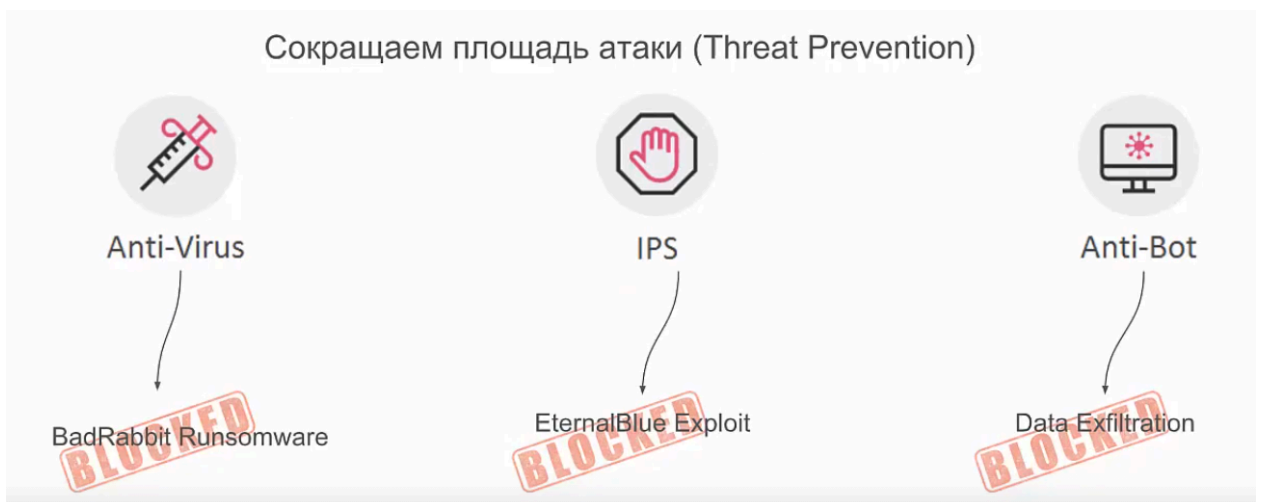 Сокращаем площадь атаки (Threat Prevention)
Anti-Virus
IPS
Anti-Bot
BadRabbit Runsomware
BLOCKED
EternalBlue Exploit
BLOCKED
Data Exfiltration
BLOCKED